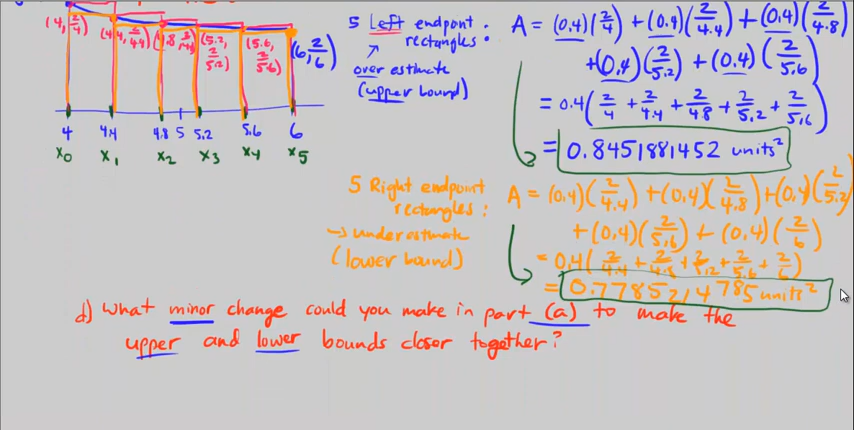 (4, 2/4)
(4.4, 2/4.4)
(5.2, 2/5.2)
(5.6, 2/5.6)
(6, 2/6)
4 4.4 4.8 5 5.2 5.6 6
x₀ x₁ x₂ x₃ x₄ x₅
5 Left endpont
rectangles :
over estimate
(upper bound)
A = (0.4)(2/4) + (0.4)(2/4.4) + (0.4)(2/4.8)
+(0.4)(2/5.2) + (0.4)(2/5.6)
= 0.4(2/4 + 2/4.4 + 2/4.8 + 2/5.2 + 2/5.6)
= 0.8451881452 units²
5 Right endpoint
rectangles :
→ underestimate
(lower bound)
A = (0.4)(2/4.4) + (0.4)(2/4.8) + (0.4)(2/5.2)
+ (0.4)(2/5.6) + (0.4)(2/6)
= 0.4(2/4.4 + 2/4.8 + 2/5.2 + 2/5.6 + 2/6)
= 0.7785214785 units²
d) What minor change could you make in part (a) to make the
upper and lower bounds closer together?